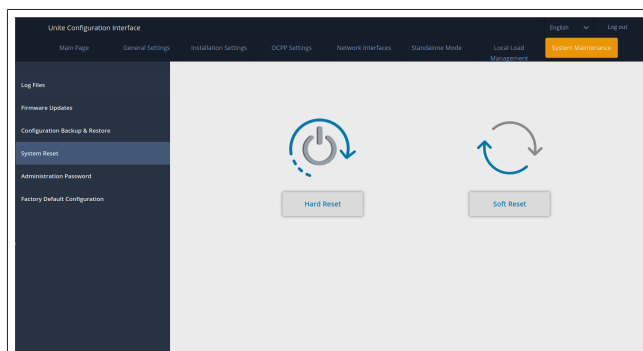 Unite Configuration Interface
English
Log out
Main Page
General Settings
Installation Settings
OCPP Settings
Network Interfaces
Standalone Mode
Local Load
Management
System Maintenance
Log Files
Firmware Updates
Configuration Backup & Restore
System Reset
Administration Password
Factory Default Configuration
Hard Reset
Soft Reset